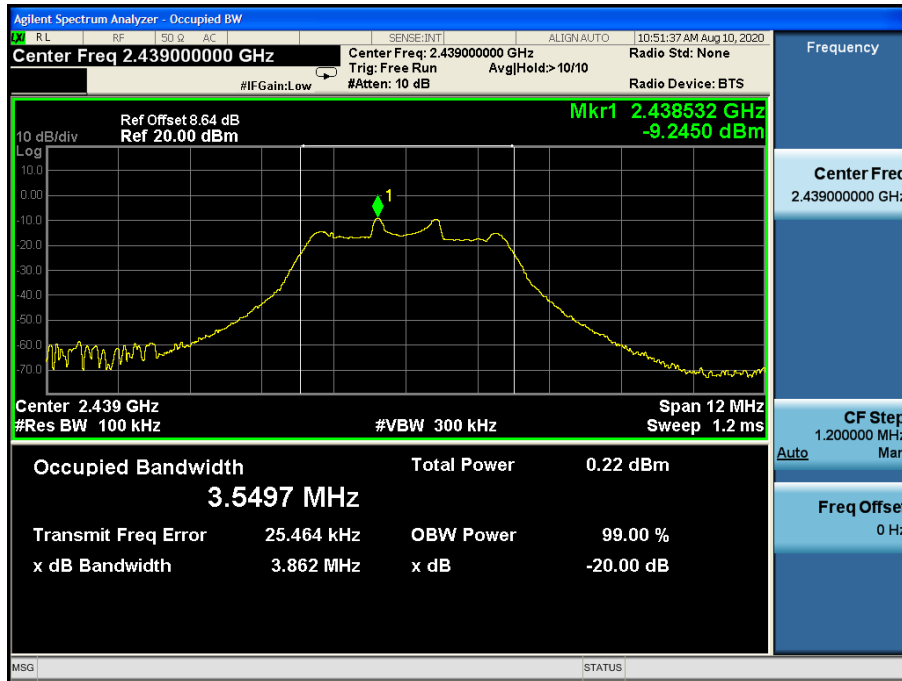 Agilent Spectrum Analyzer - Occupied BW
LXI RL RF 50 Ω AC SENSE:INT ALIGN AUTO 10:51:37 AM Aug 10, 2020
Center Freq 2.439000000 GHz
Center Freq: 2.439000000 GHz
Radio Std: None
Trig: Free Run Avg|Hold:>10/10
#IFGain:Low
#Atten: 10 dB
Radio Device: BTS
Frequency
Mkr1 2.438532 GHz
-9.2450 dBm
Ref Offset 8.64 dB
10 dB/div Ref 20.00 dBm
Log
10.0
0.00
-10.0
-20.0
-30.0
-40.0
-50.0
-60.0
-70.0
1
Center 2.439 GHz Span 12 MHz
#Res BW 100 kHz #VBW 300 kHz Sweep 1.2 ms
Occupied Bandwidth Total Power 0.22 dBm
3.5497 MHz
Transmit Freq Error 25.464 kHz OBW Power 99.00 %
x dB Bandwidth 3.862 MHz x dB -20.00 dB
Center Freq
2.439000000 GHz
CF Step
1.200000 MHz
Auto Man
Freq Offset
0 Hz
MSG STATUS